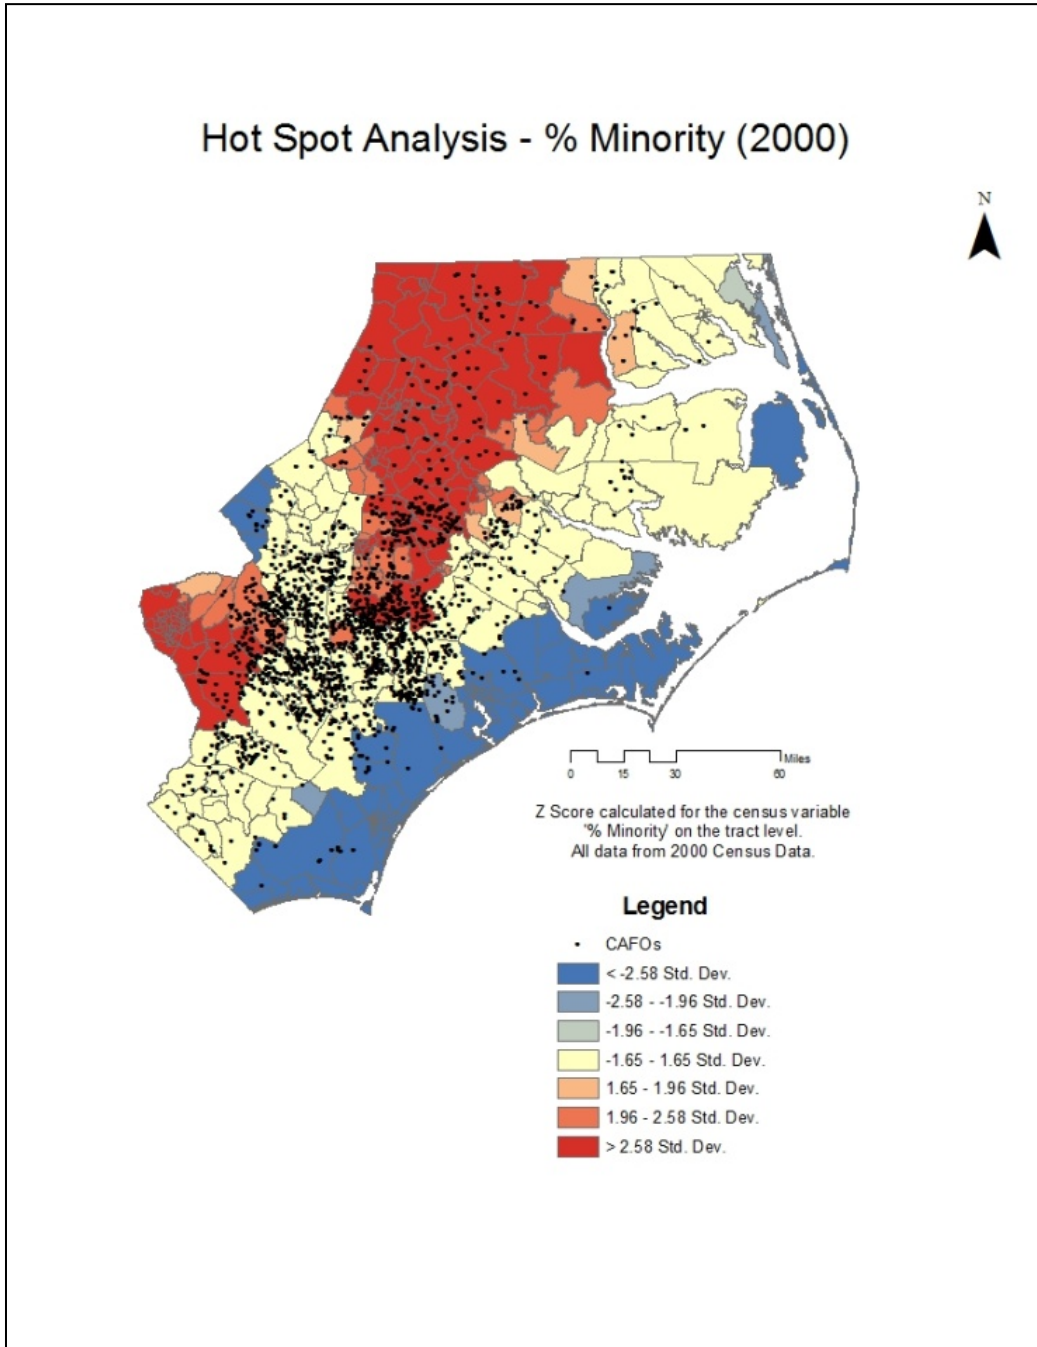 Hot Spot Analysis - % Minority (2000)
N
Miles
0 15 30 60
Z Score calculated for the census variable
'% Minority' on the tract level.
All data from 2000 Census Data.
Legend
CAFOs
< -2.58 Std. Dev.
-2.58 - -1.96 Std. Dev.
-1.96 - -1.65 Std. Dev.
-1.65 - 1.65 Std. Dev.
1.65 - 1.96 Std. Dev.
1.96 - 2.58 Std. Dev.
> 2.58 Std. Dev.